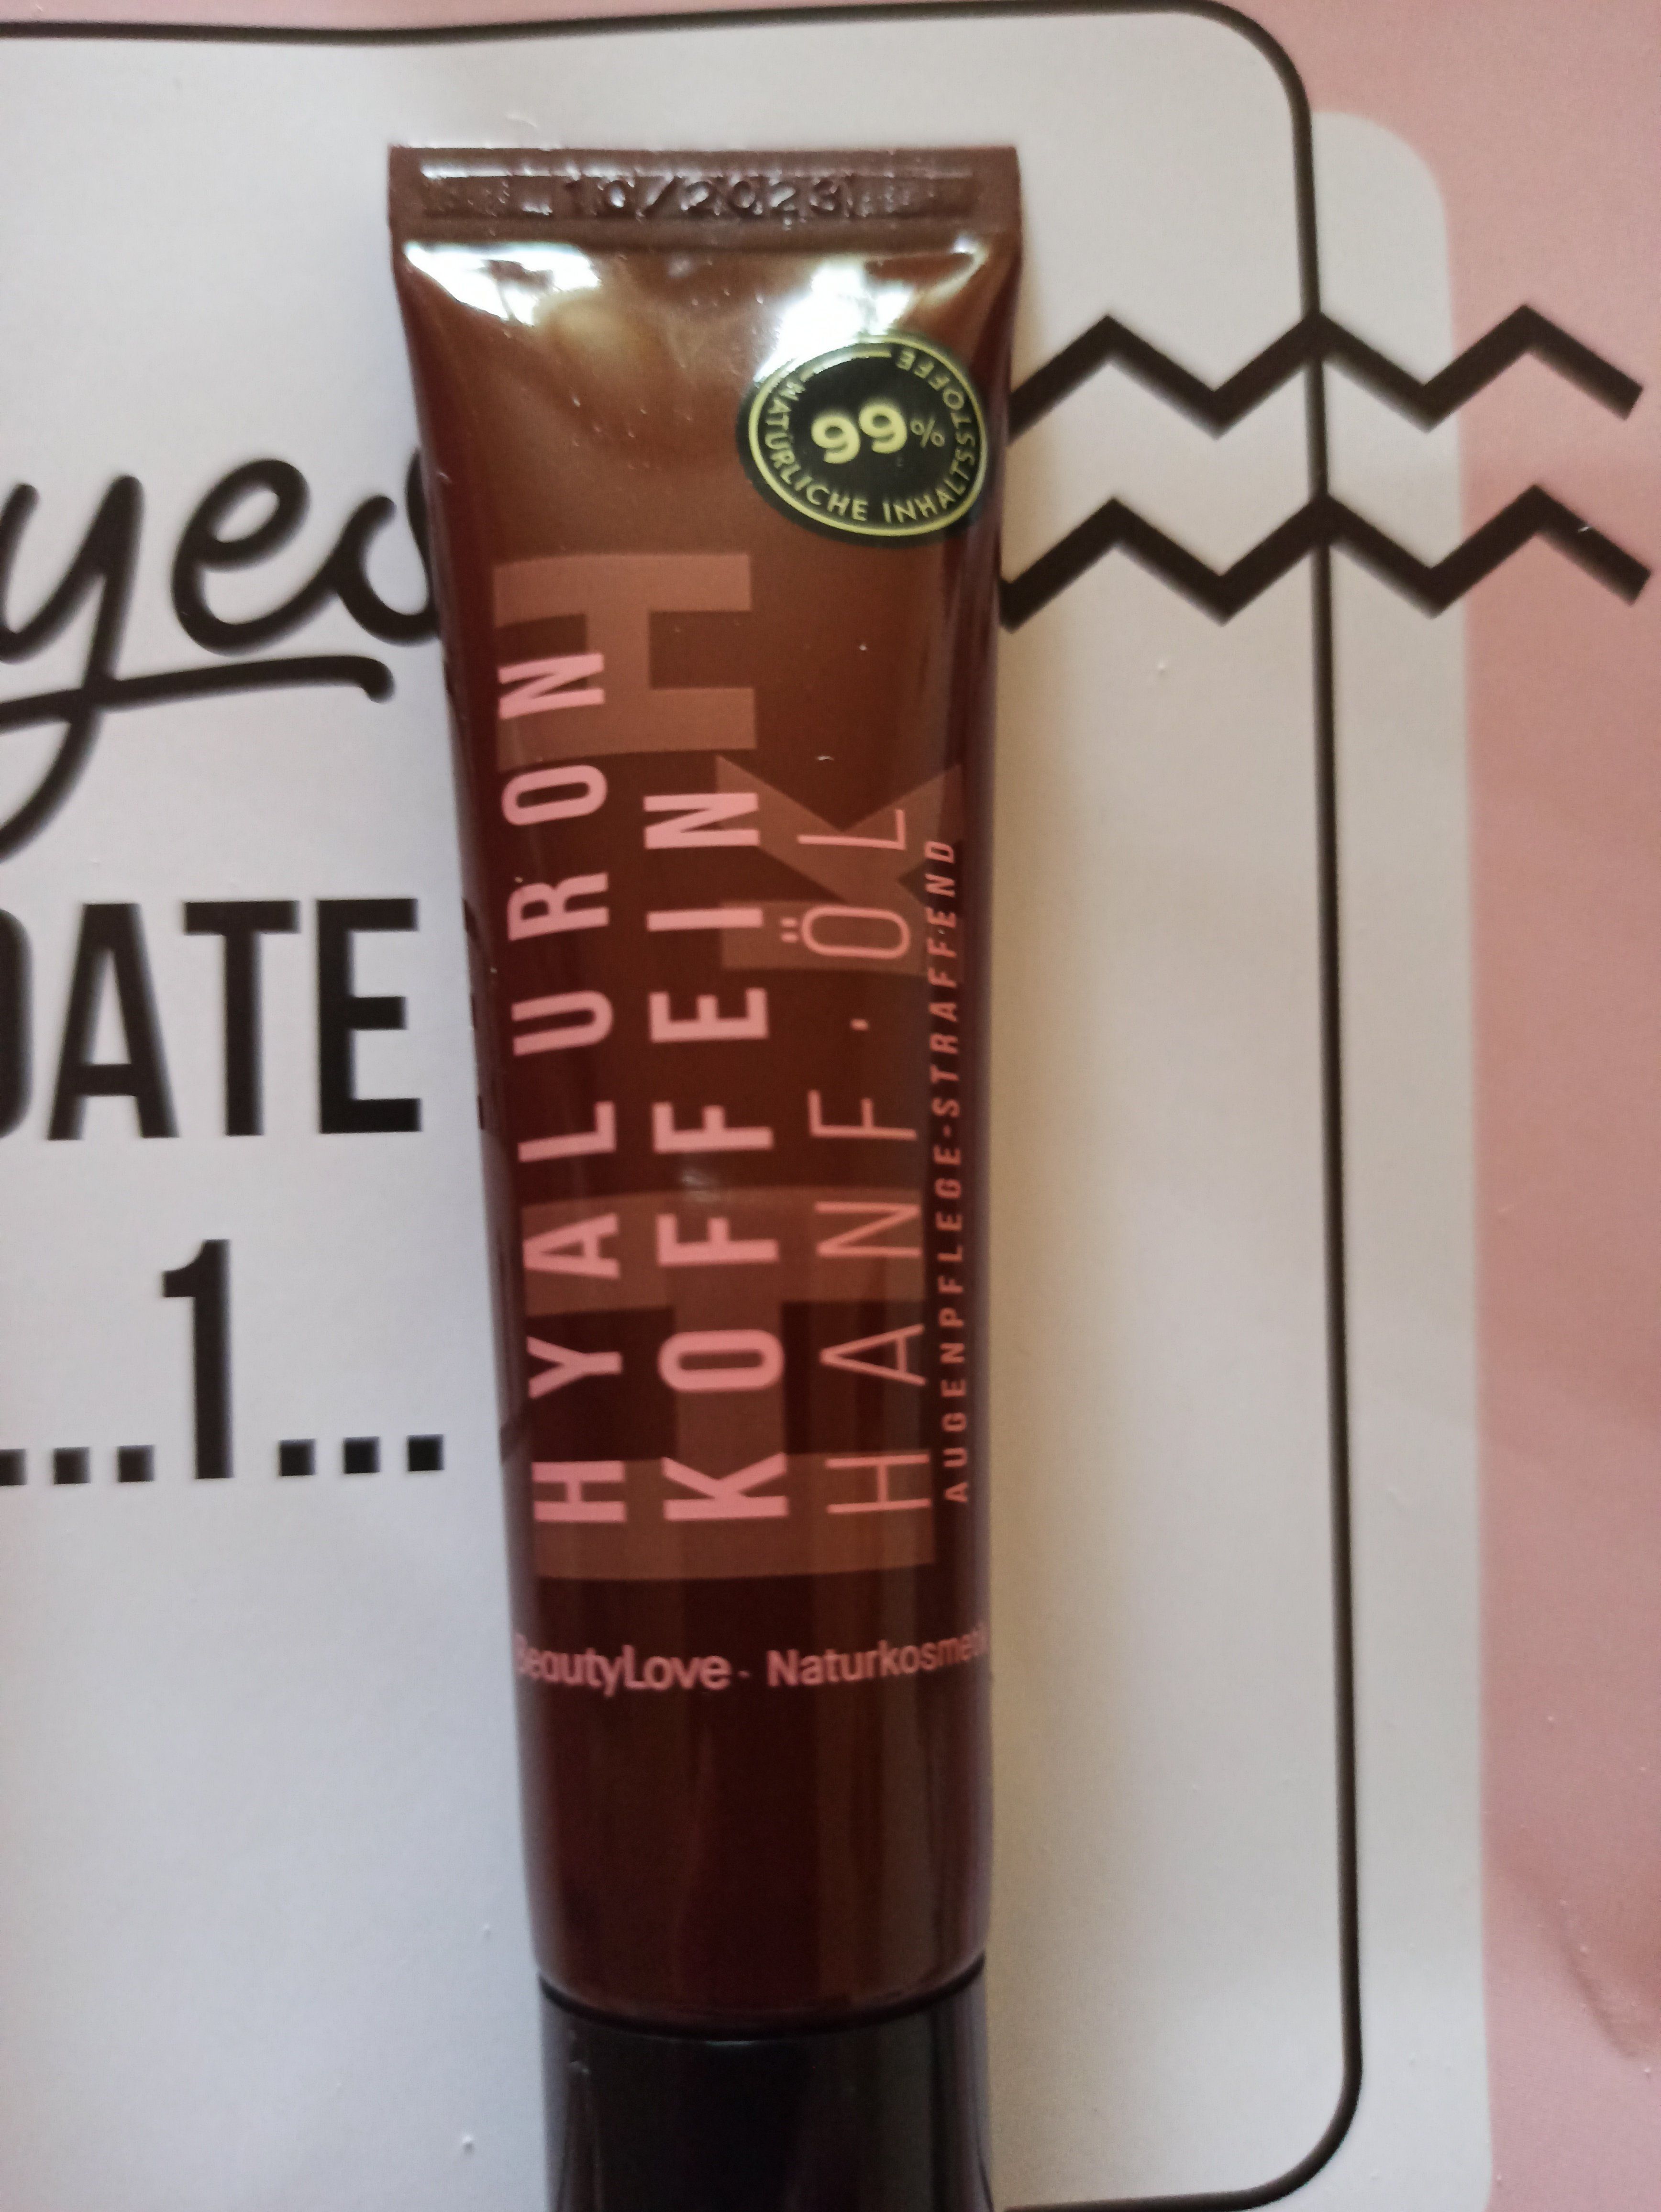 10/2023
NATÜRLICHE INHALTSSTOFFE
99%
HYALURON
KOFFEIN
HANF·ÖL
AUGENPFLEGE-STRAFFEND
BeautyLove - Naturkosmetik
H
K
H
yes
DATE
...1...